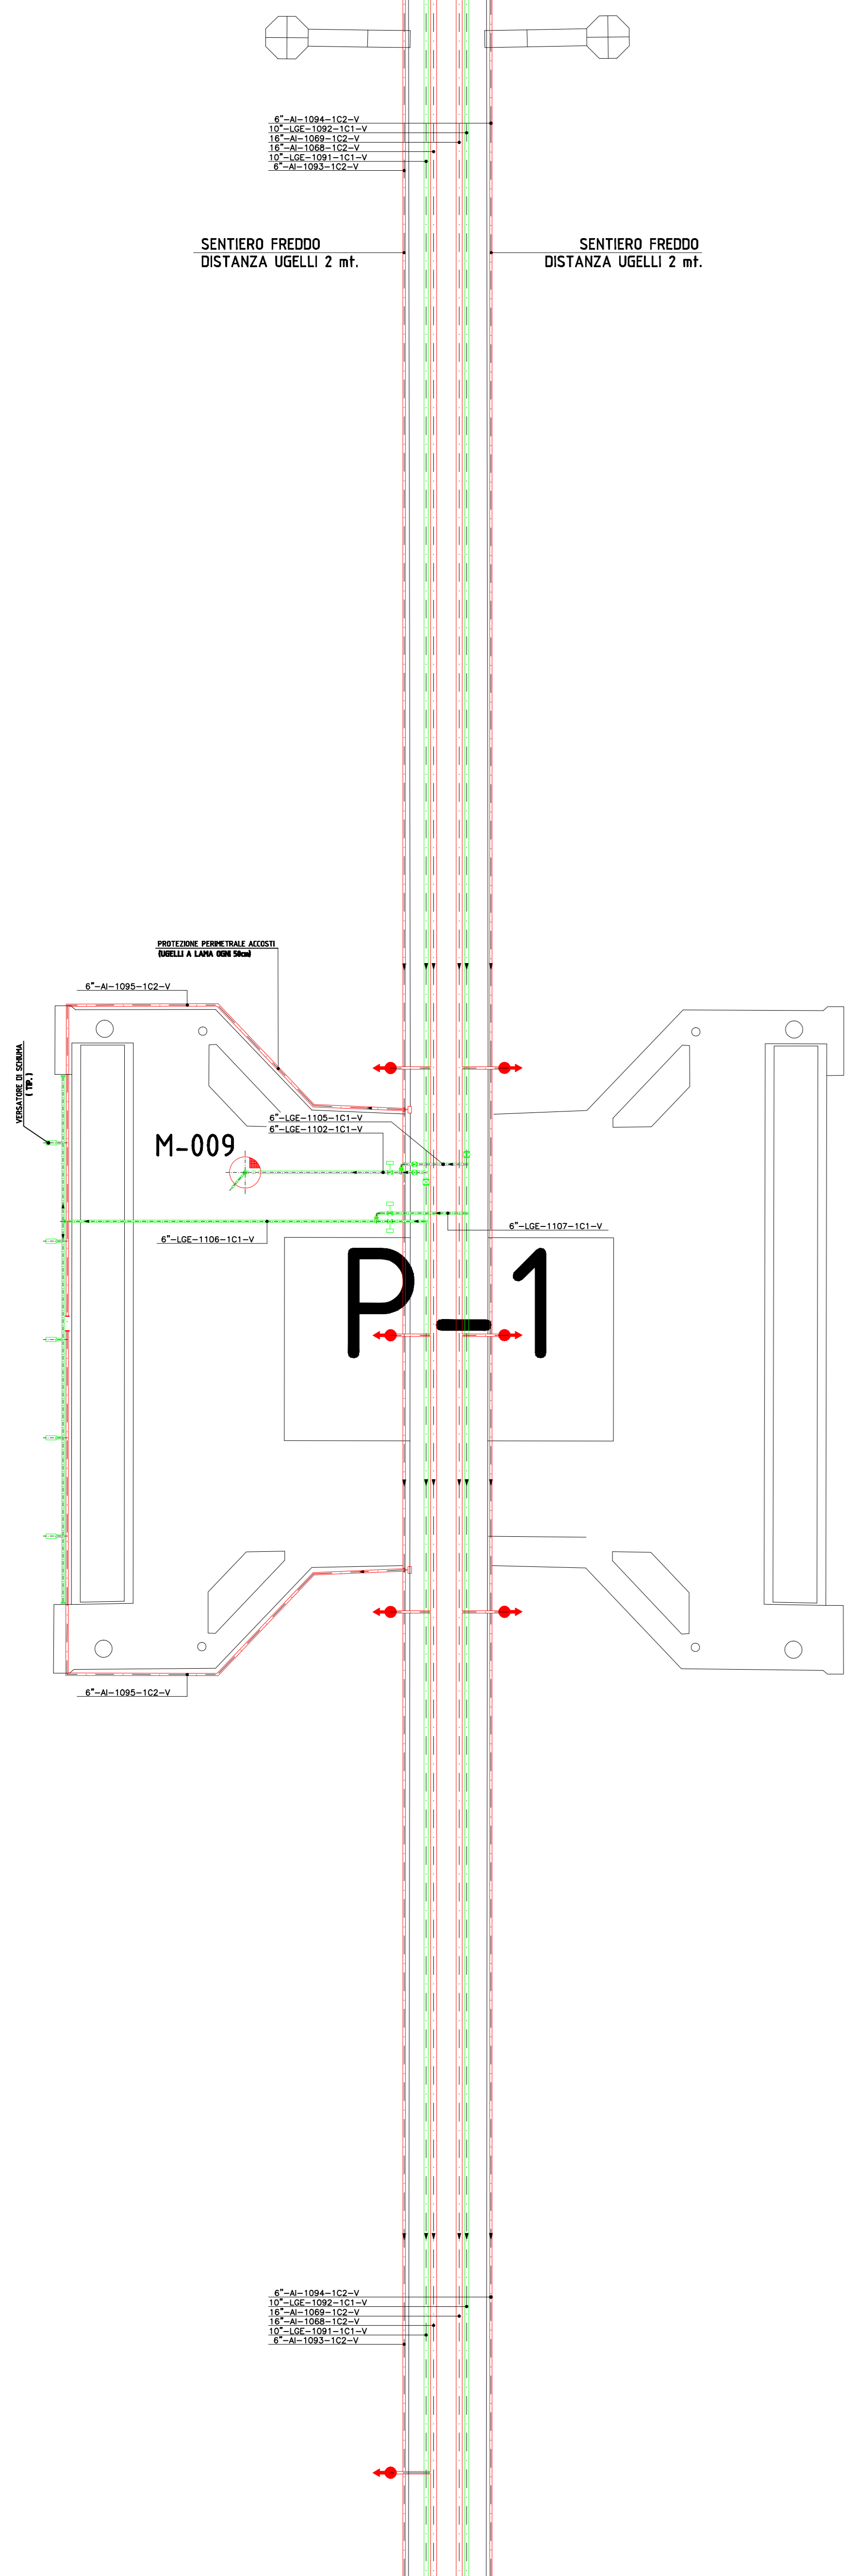 6"-AI-1094-1C2-V
10"-LGE-1092-1C1-V
16"-AI-1069-1C2-V
16"-AI-1068-1C2-V
10"-LGE-1091-1C1-V
6"-AI-1093-1C2-V
SENTIERO FREDDO
DISTANZA UGELLI 2 mt.
SENTIERO FREDDO
DISTANZA UGELLI 2 mt.
PROTEZIONE PERIMETRALE ACCOSTI
(UGELLI A LAMA OGNI 50cm)
6"-AI-1095-1C2-V
VERSATORE DI SCHIUMA
( TIP. )
6"-LGE-1105-1C1-V
6"-LGE-1102-1C1-V
M-009
6"-LGE-1107-1C1-V
6"-LGE-1106-1C1-V
P-1
6"-AI-1095-1C2-V
6"-AI-1094-1C2-V
10"-LGE-1092-1C1-V
16"-AI-1069-1C2-V
16"-AI-1068-1C2-V
10"-LGE-1091-1C1-V
6"-AI-1093-1C2-V